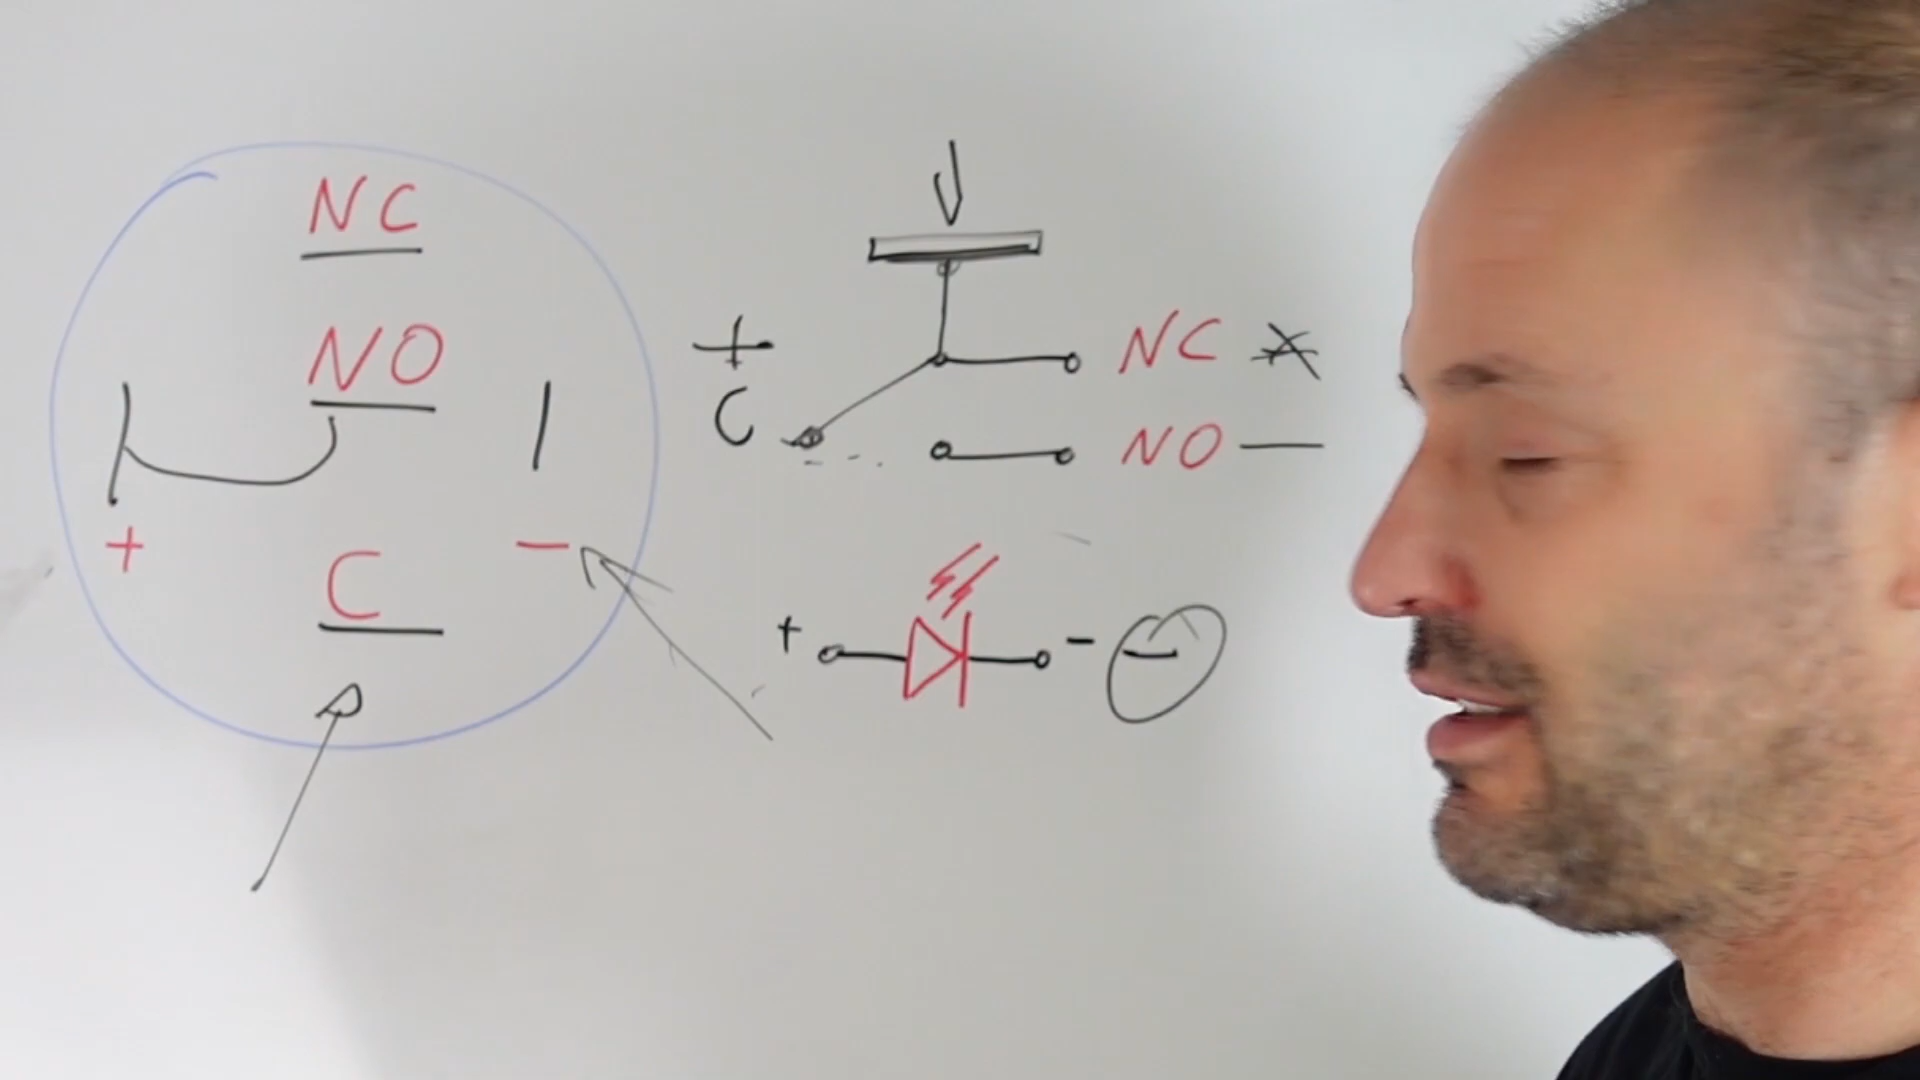 NC
NO
+ -
C
+
C
NC
NO —
+ - -